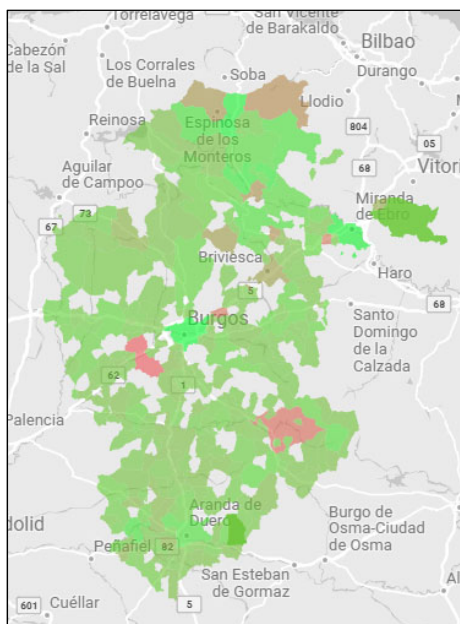 Torrelavega
San Vicente
de Barakaldo
Cabezón
de la Sal
Bilbao
Los Corrales
de Buelna
Soba
Durango
Llodio
Reinosa
Espinosa
de los
Monteros
804
05
Aguilar
de Campoo
68
Vitori
73
67
Miranda
de Ebro
Briviesca
Haro
5
68
Burgos
Santo
Domingo
de la
Calzada
62
1
Palencia
Aranda de
Duero
dolid
82
Burgo de
Osma-Ciudad
de Osma
Peñafiel
San Esteban
de Gormaz
Al
601
Cuéllar
5